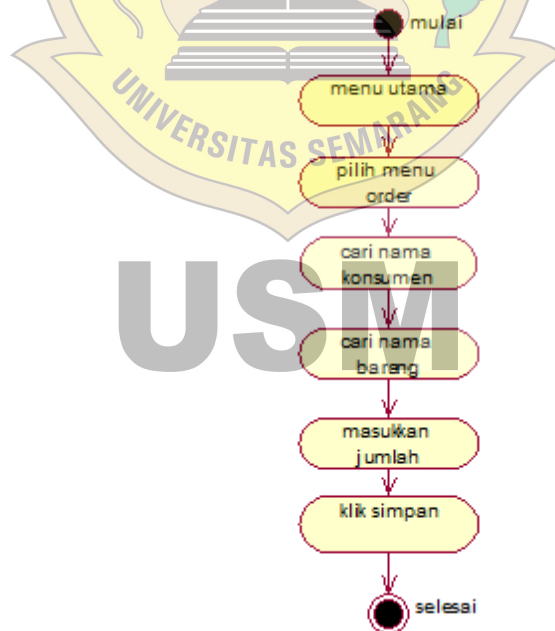 mulai
menu utama
UNIVERSITAS SEMARANG
pilih menu
order
cari nama
konsumen
USM
cari nama
barang
masukkan
jumlah
klik simpan
selesai